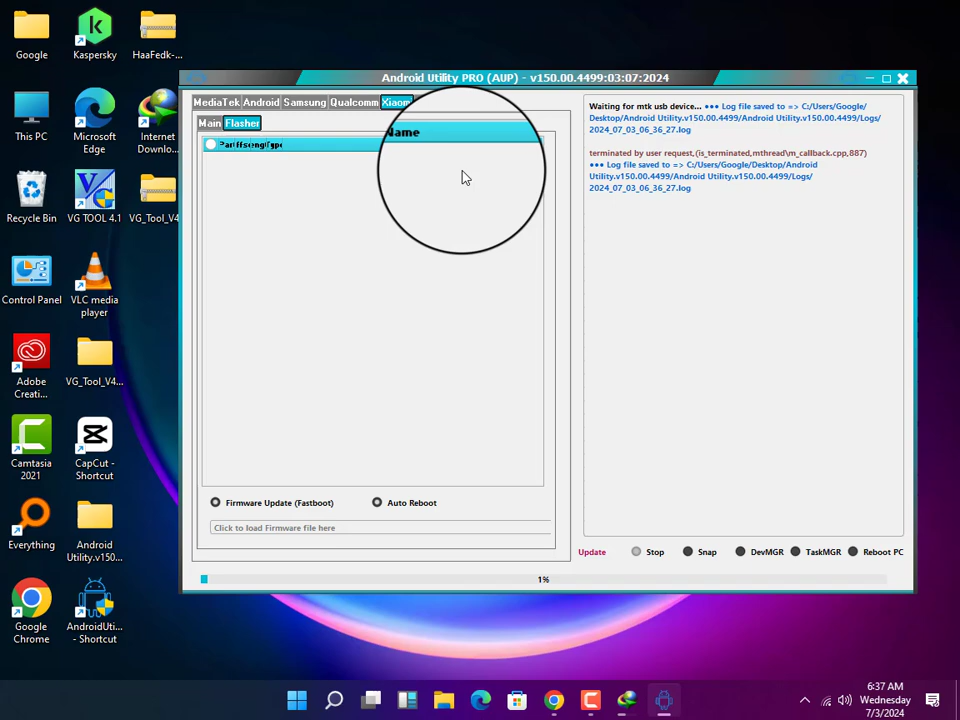 Google
Kaspersky
HaaFedk-...
This PC
Microsoft
Edge
Internet
Downlo...
Recycle Bin
VG TOOL 4.1
VG_Tool_V4
Control Panel
VLC media
player
Adobe
Creati...
VG_Tool_V4...
Camtasia
2021
CapCut -
Shortcut
Everything
Android
Utility.v150...
Google
Chrome
AndroidUti...
- Shortcut
Android Utility PRO (AUP) - v150.00.4499:03:07:2024
MediaTek Android Samsung Qualcomm Xiaom
Main Flasher
Name
Firmware Update (Fastboot)
Auto Reboot
Click to load Firmware file here
Waiting for mtk usb device... ••• Log file saved to => C:/Users/Google/
Desktop/Android Utility.v150.00.4499/Android Utility.v150.00.4499/Logs/
2024_07_03_06_36_27.log
terminated by user request,(is_terminated,mthread\m_callback.cpp,887)
••• Log file saved to => C:/Users/Google/Desktop/Android
Utility.v150.00.4499/Android Utility.v150.00.4499/Logs/
2024_07_03_06_36_27.log
Update Stop Snap DevMGR TaskMGR Reboot PC
1%
6:37 AM
Wednesday
7/3/2024